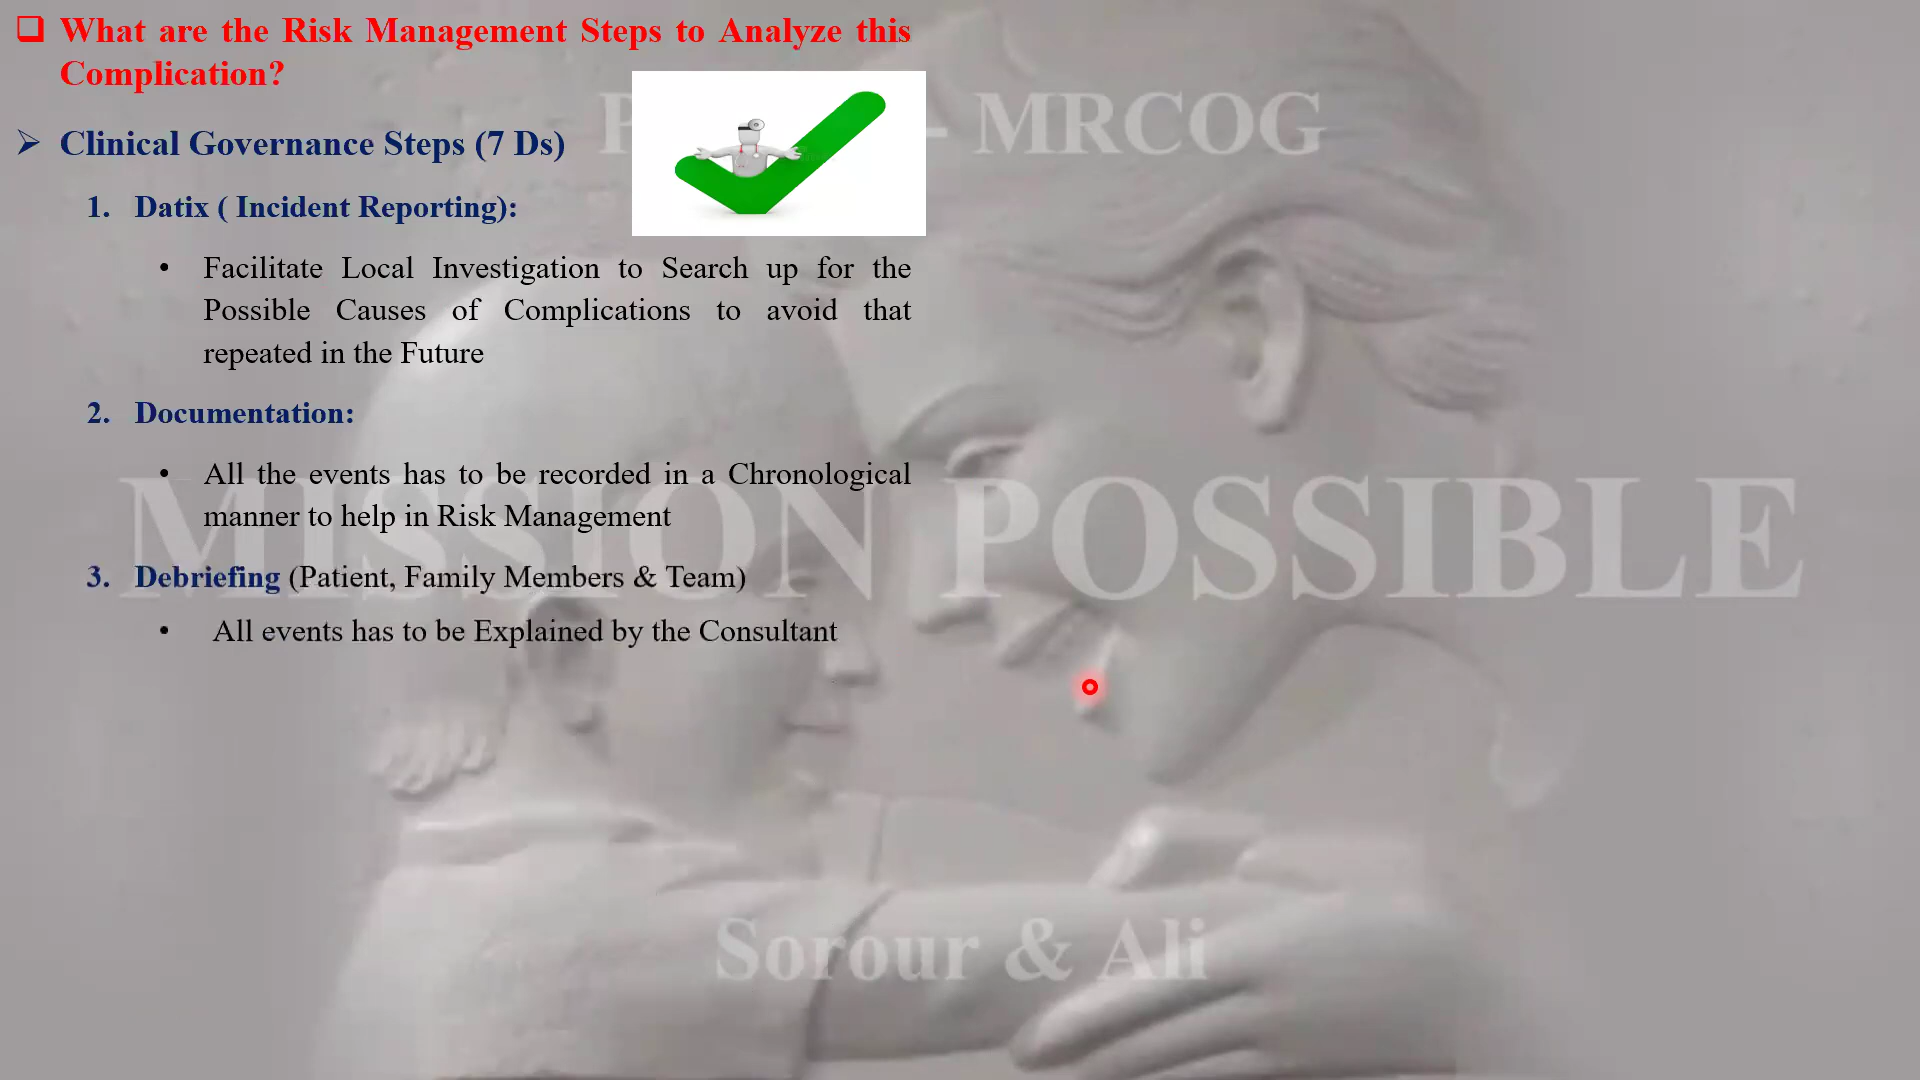 ❑ What are the Risk Management Steps to Analyze this
Complication?
P - MRCOG
➢ Clinical Governance Steps (7 Ds)
1. Datix ( Incident Reporting):
• Facilitate Local Investigation to Search up for the
Possible Causes of Complications to avoid that
repeated in the Future
2. Documentation:
• All the events has to be recorded in a Chronological
manner to help in Risk Management
MISSION POSSIBLE
3. Debriefing (Patient, Family Members & Team)
• All events has to be Explained by the Consultant
Sorour & Ali